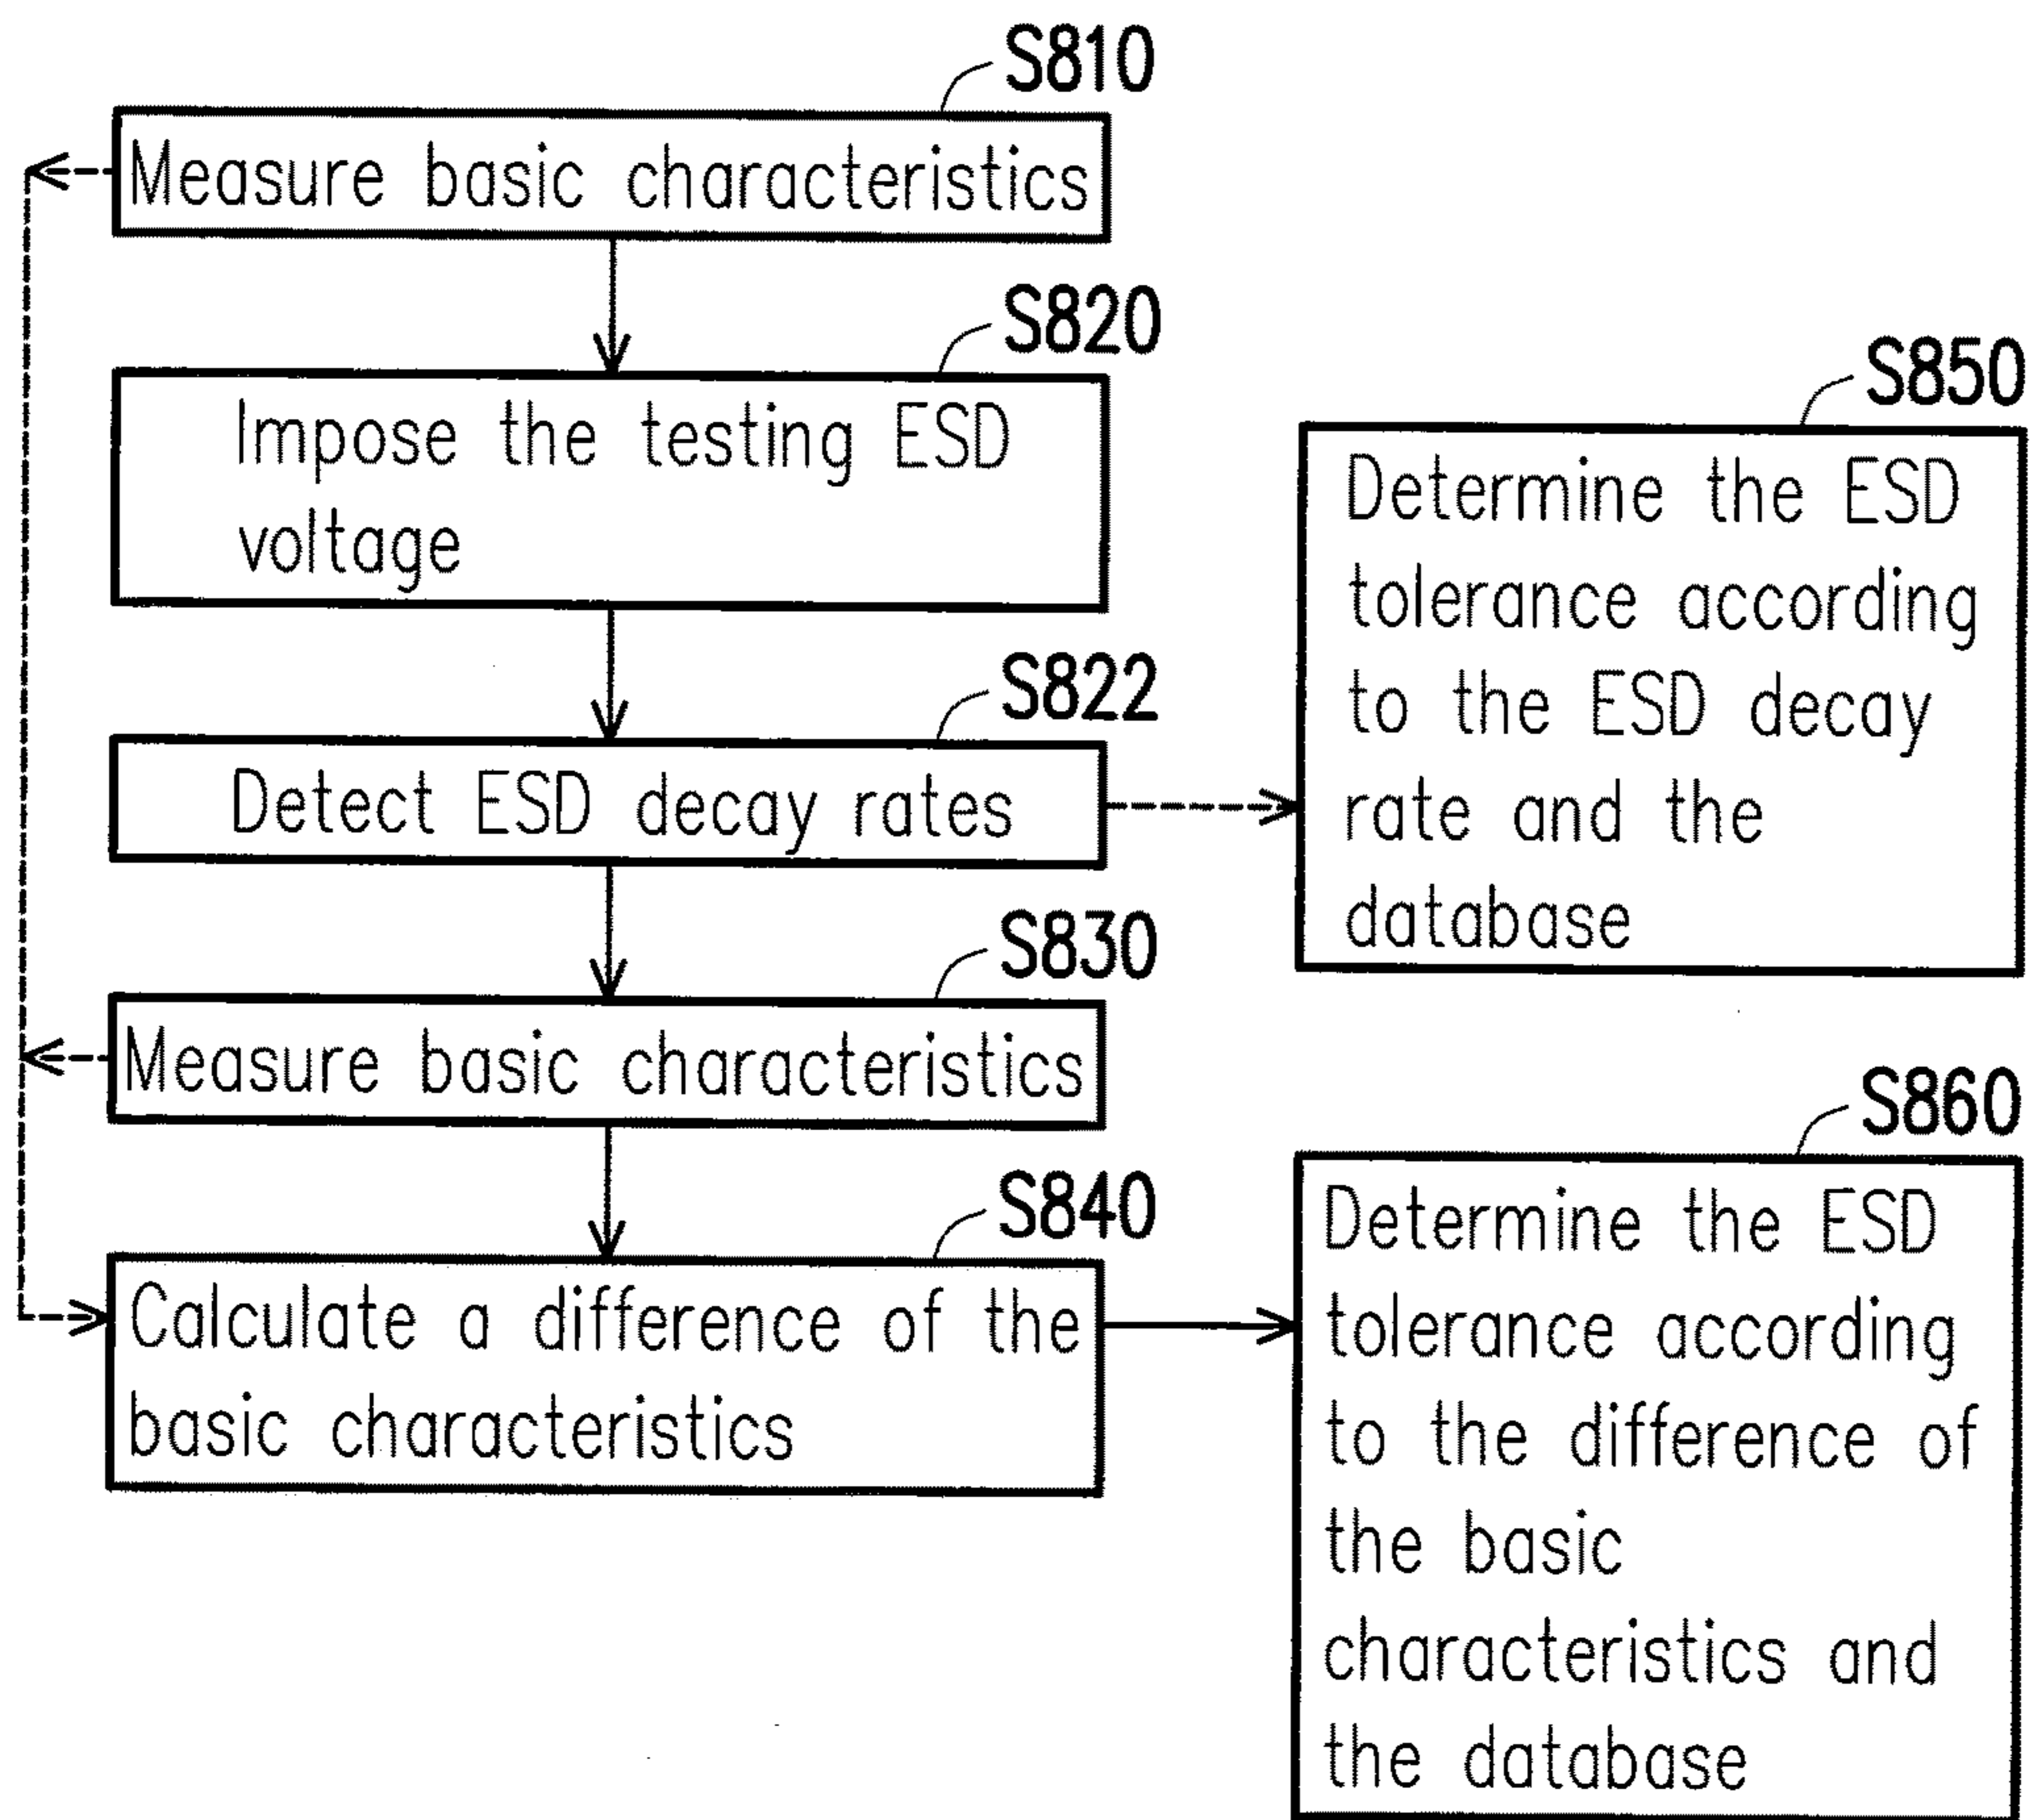 S810
Measure basic characteristics
S820
Impose the testing ESD
voltage
S822
Detect ESD decay rates
S830
Measure basic characteristics
S840
Calculate a difference of the
basic characteristics
S850
Determine the ESD
tolerance according
to the ESD decay
rate and the
database
S860
Determine the ESD
tolerance according
to the difference of
the basic
characteristics and
the database